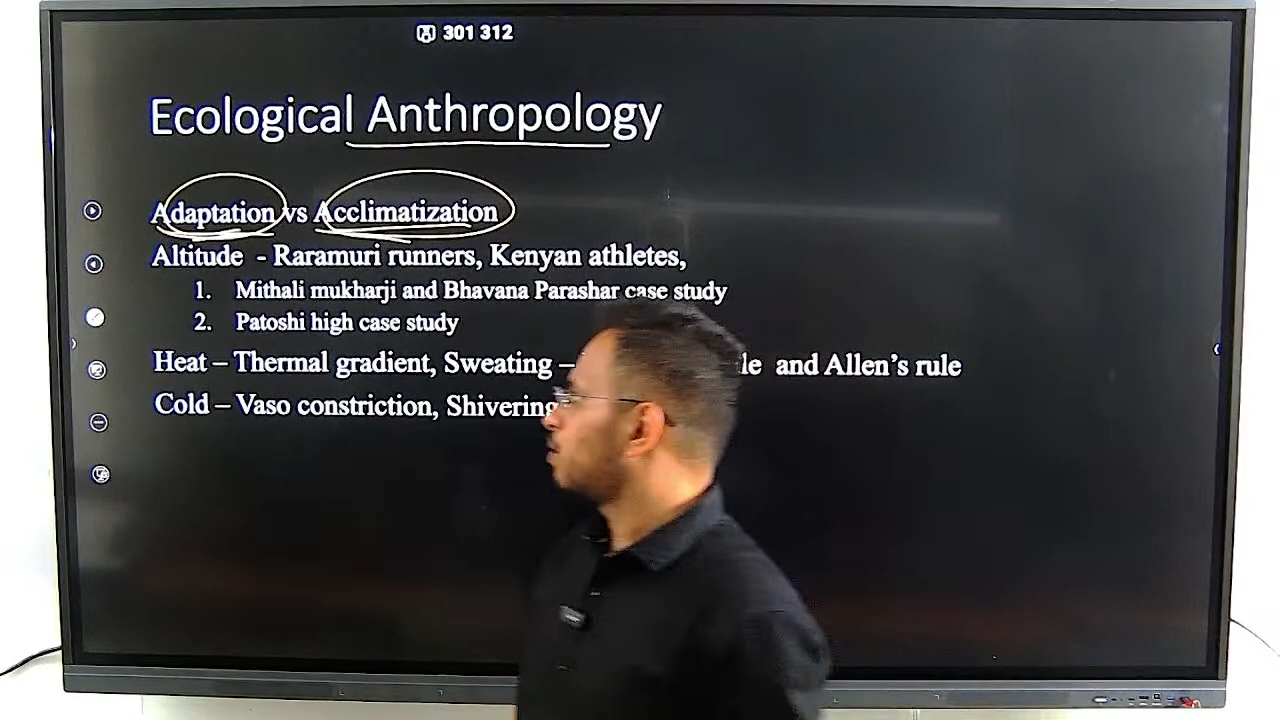 301 312
Ecological Anthropology
Adaptation vs Acclimatization
Altitude - Raramuri runners, Kenyan athletes,
1. Mithali mukharji and Bhavana Parashar case study
2. Patoshi high case study
Heat – Thermal gradient, Sweating – and Allen’s rule
Cold – Vaso constriction, Shivering